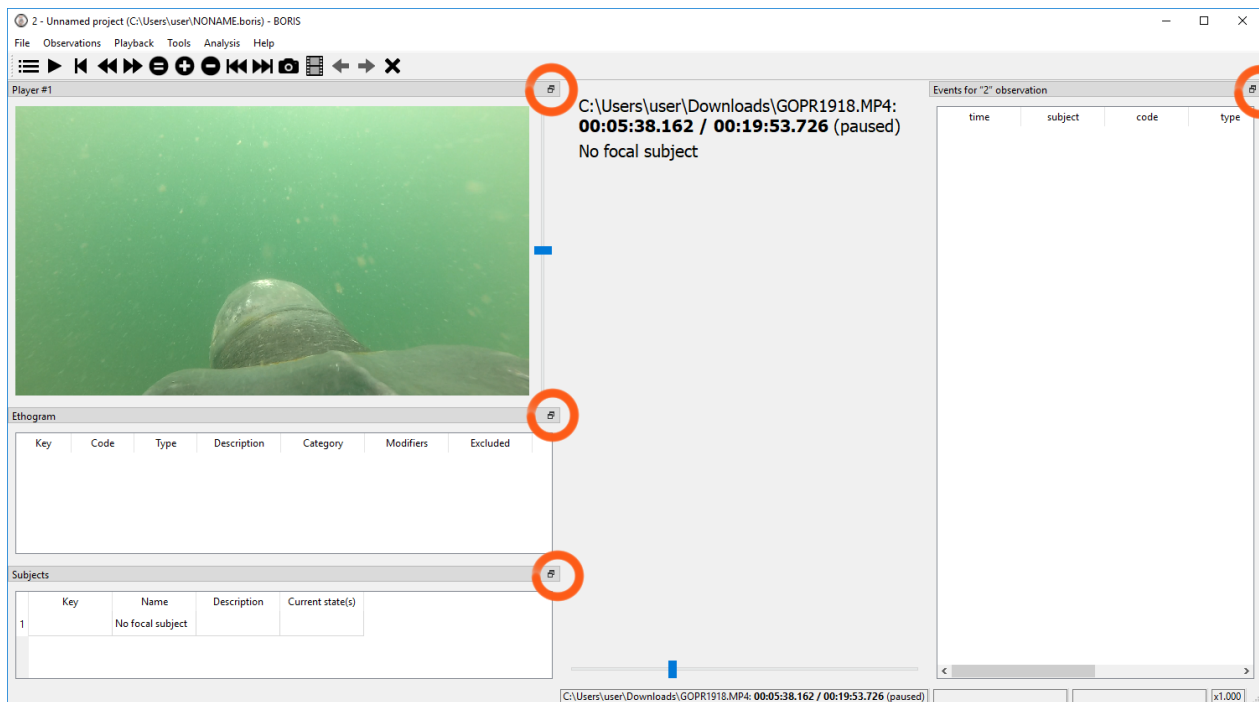 2 - Unnamed project (C:\Users\user\NONAME.boris) - BORIS
File Observations Playback Tools Analysis Help
Player #1
C:\Users\user\Downloads\GOPR1918.MP4:
00:05:38.162 / 00:19:53.726 (paused)
No focal subject
Events for "2" observation
time subject code type
Ethogram
Key Code Type Description Category Modifiers Excluded
Subjects
Key Name Description Current state(s)
1 No focal subject
C:\Users\user\Downloads\GOPR1918.MP4: 00:05:38.162 / 00:19:53.726 (paused)
x1.000